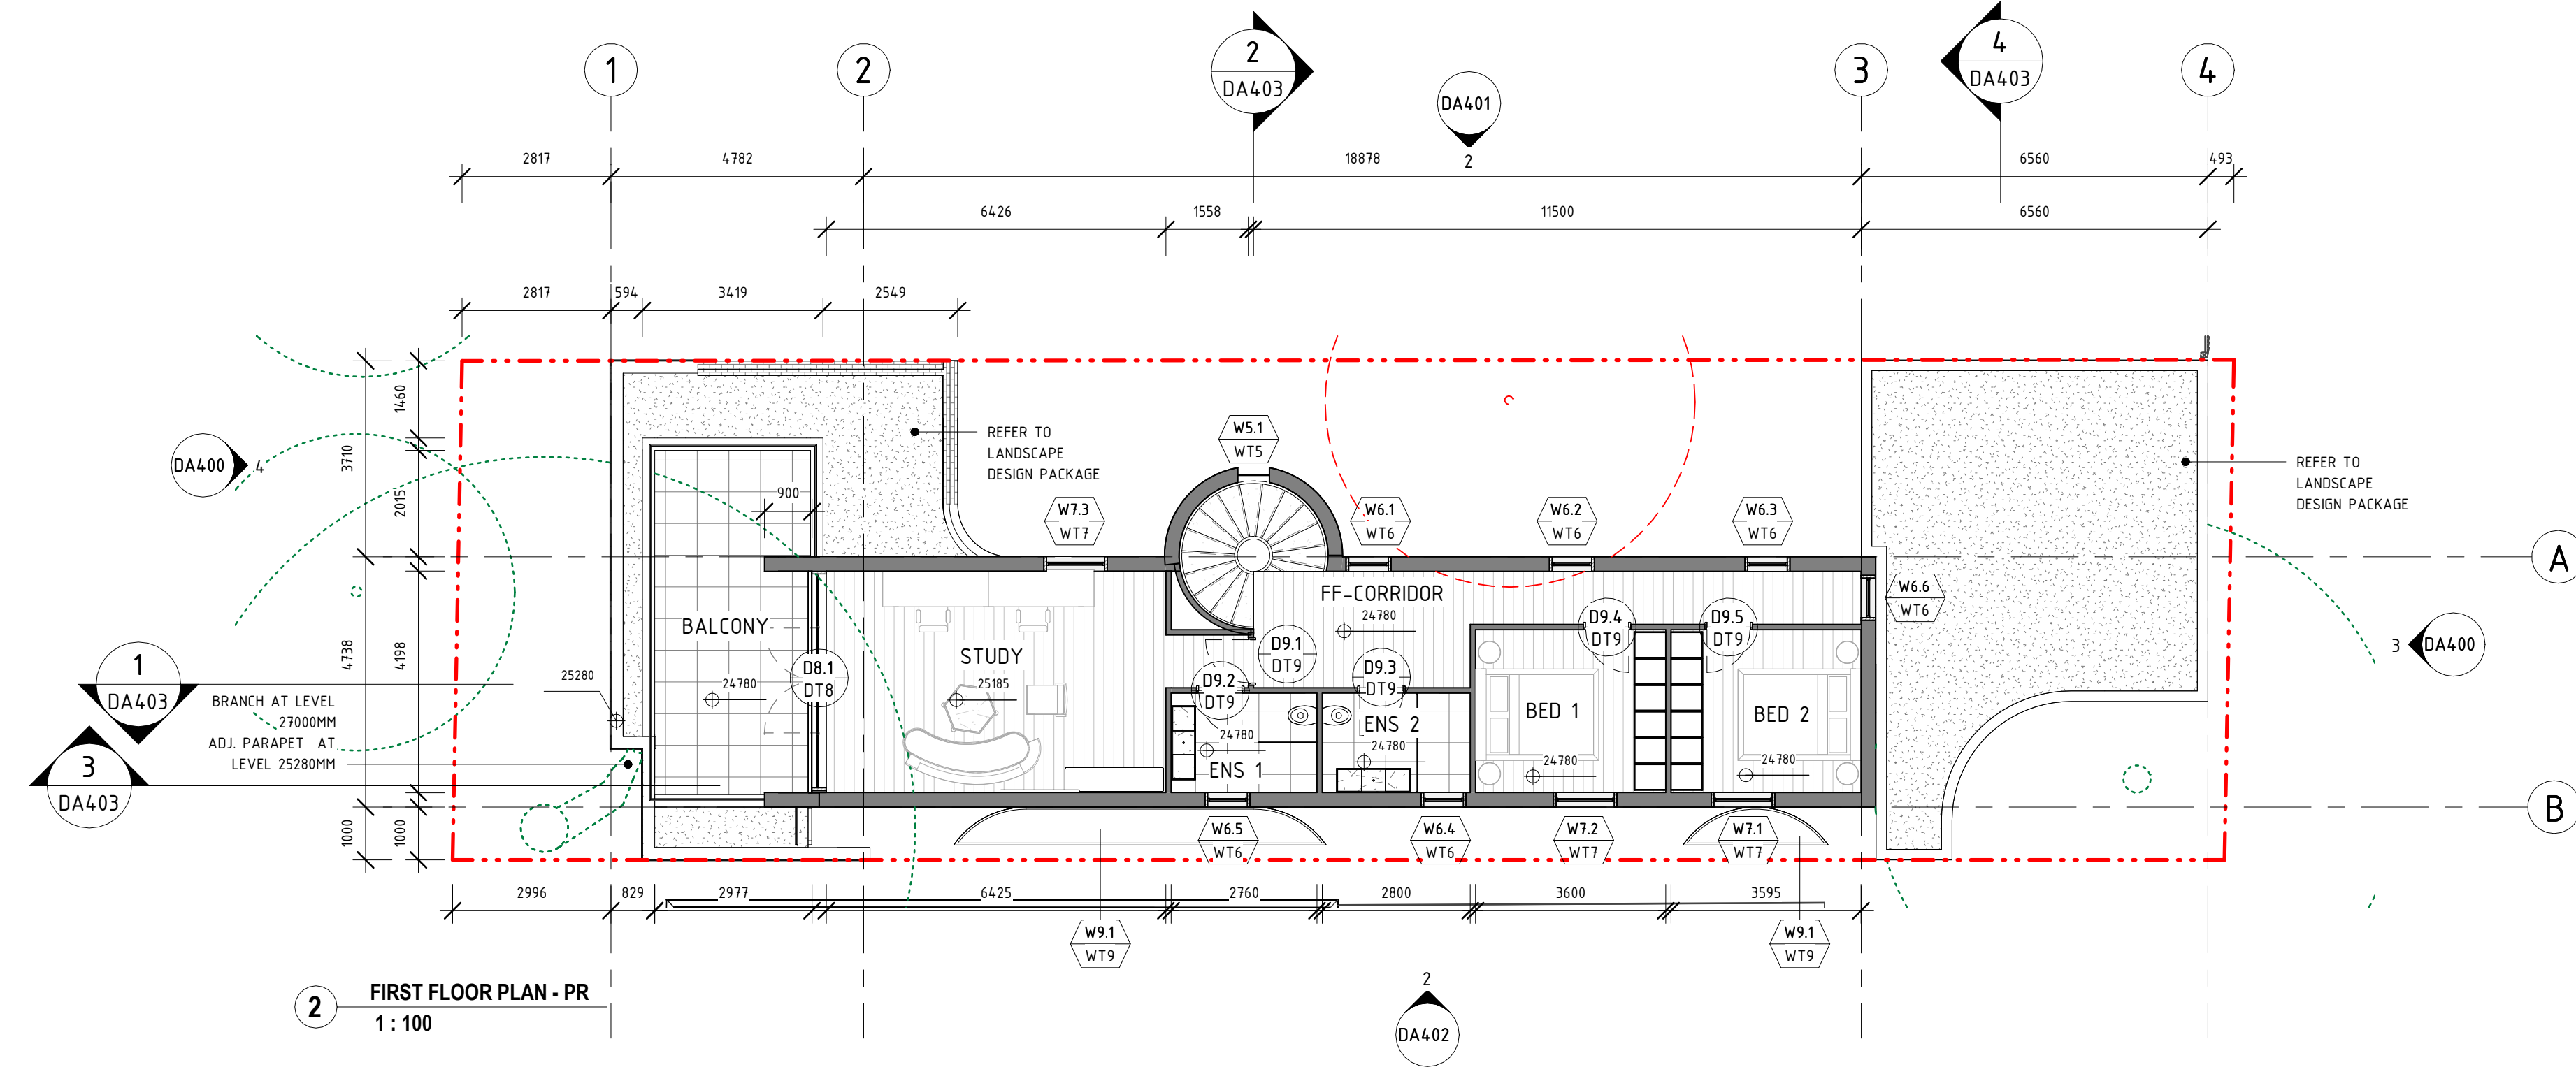 1
2
2
DA403
DA401
2
3
4
DA403
4
2817
4782
18878
6560
493
6426
1558
11500
6560
2817
594
3419
2549
1460
3710
2015
4738
4198
1000
1000
DA400
4
REFER TO
LANDSCAPE
DESIGN PACKAGE
W5.1
WT5
900
W7.3
WT7
W6.1
WT6
W6.2
WT6
W6.3
WT6
REFER TO
LANDSCAPE
DESIGN PACKAGE
A
FF-CORRIDOR
24780
W6.6
WT6
BALCONY
24780
D8.1
DT8
STUDY
25185
D9.1
DT9
D9.2
DT9
D9.3
DT9
D9.4
DT9
D9.5
DT9
3
DA400
1
DA403
25280
BRANCH AT LEVEL
27000MM
ADJ. PARAPET AT
LEVEL 25280MM
3
DA403
24780
ENS 1
ENS 2
24780
BED 1
24780
BED 2
24780
B
W6.5
WT6
W6.4
WT6
W7.2
WT7
W7.1
WT7
2996
829
2977
6425
2760
2800
3600
3595
W9.1
WT9
W9.1
WT9
2
FIRST FLOOR PLAN - PR
1 : 100
2
DA402